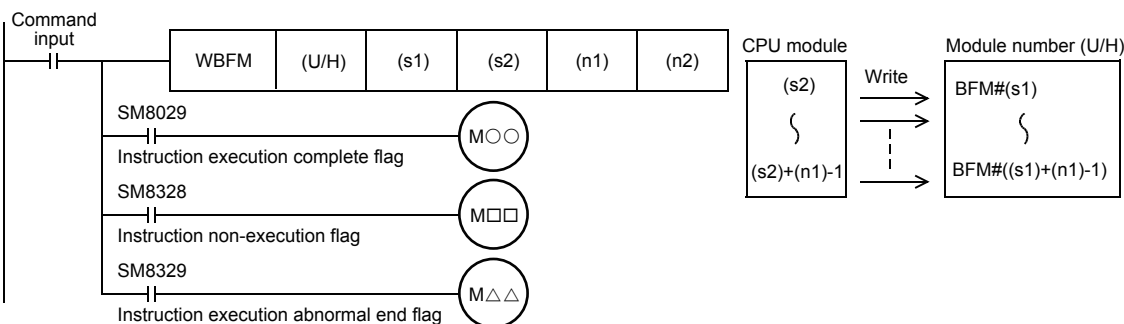 Command
input
WBFM (U/H) (s1) (s2) (n1) (n2)
SM8029
M○○
Instruction execution complete flag
SM8328
M□□
Instruction non-execution flag
SM8329
M△△
Instruction execution abnormal end flag
CPU module
(s2)
(s2)+(n1)-1
Write
Module number (U/H)
BFM#(s1)
BFM#((s1)+(n1)-1)